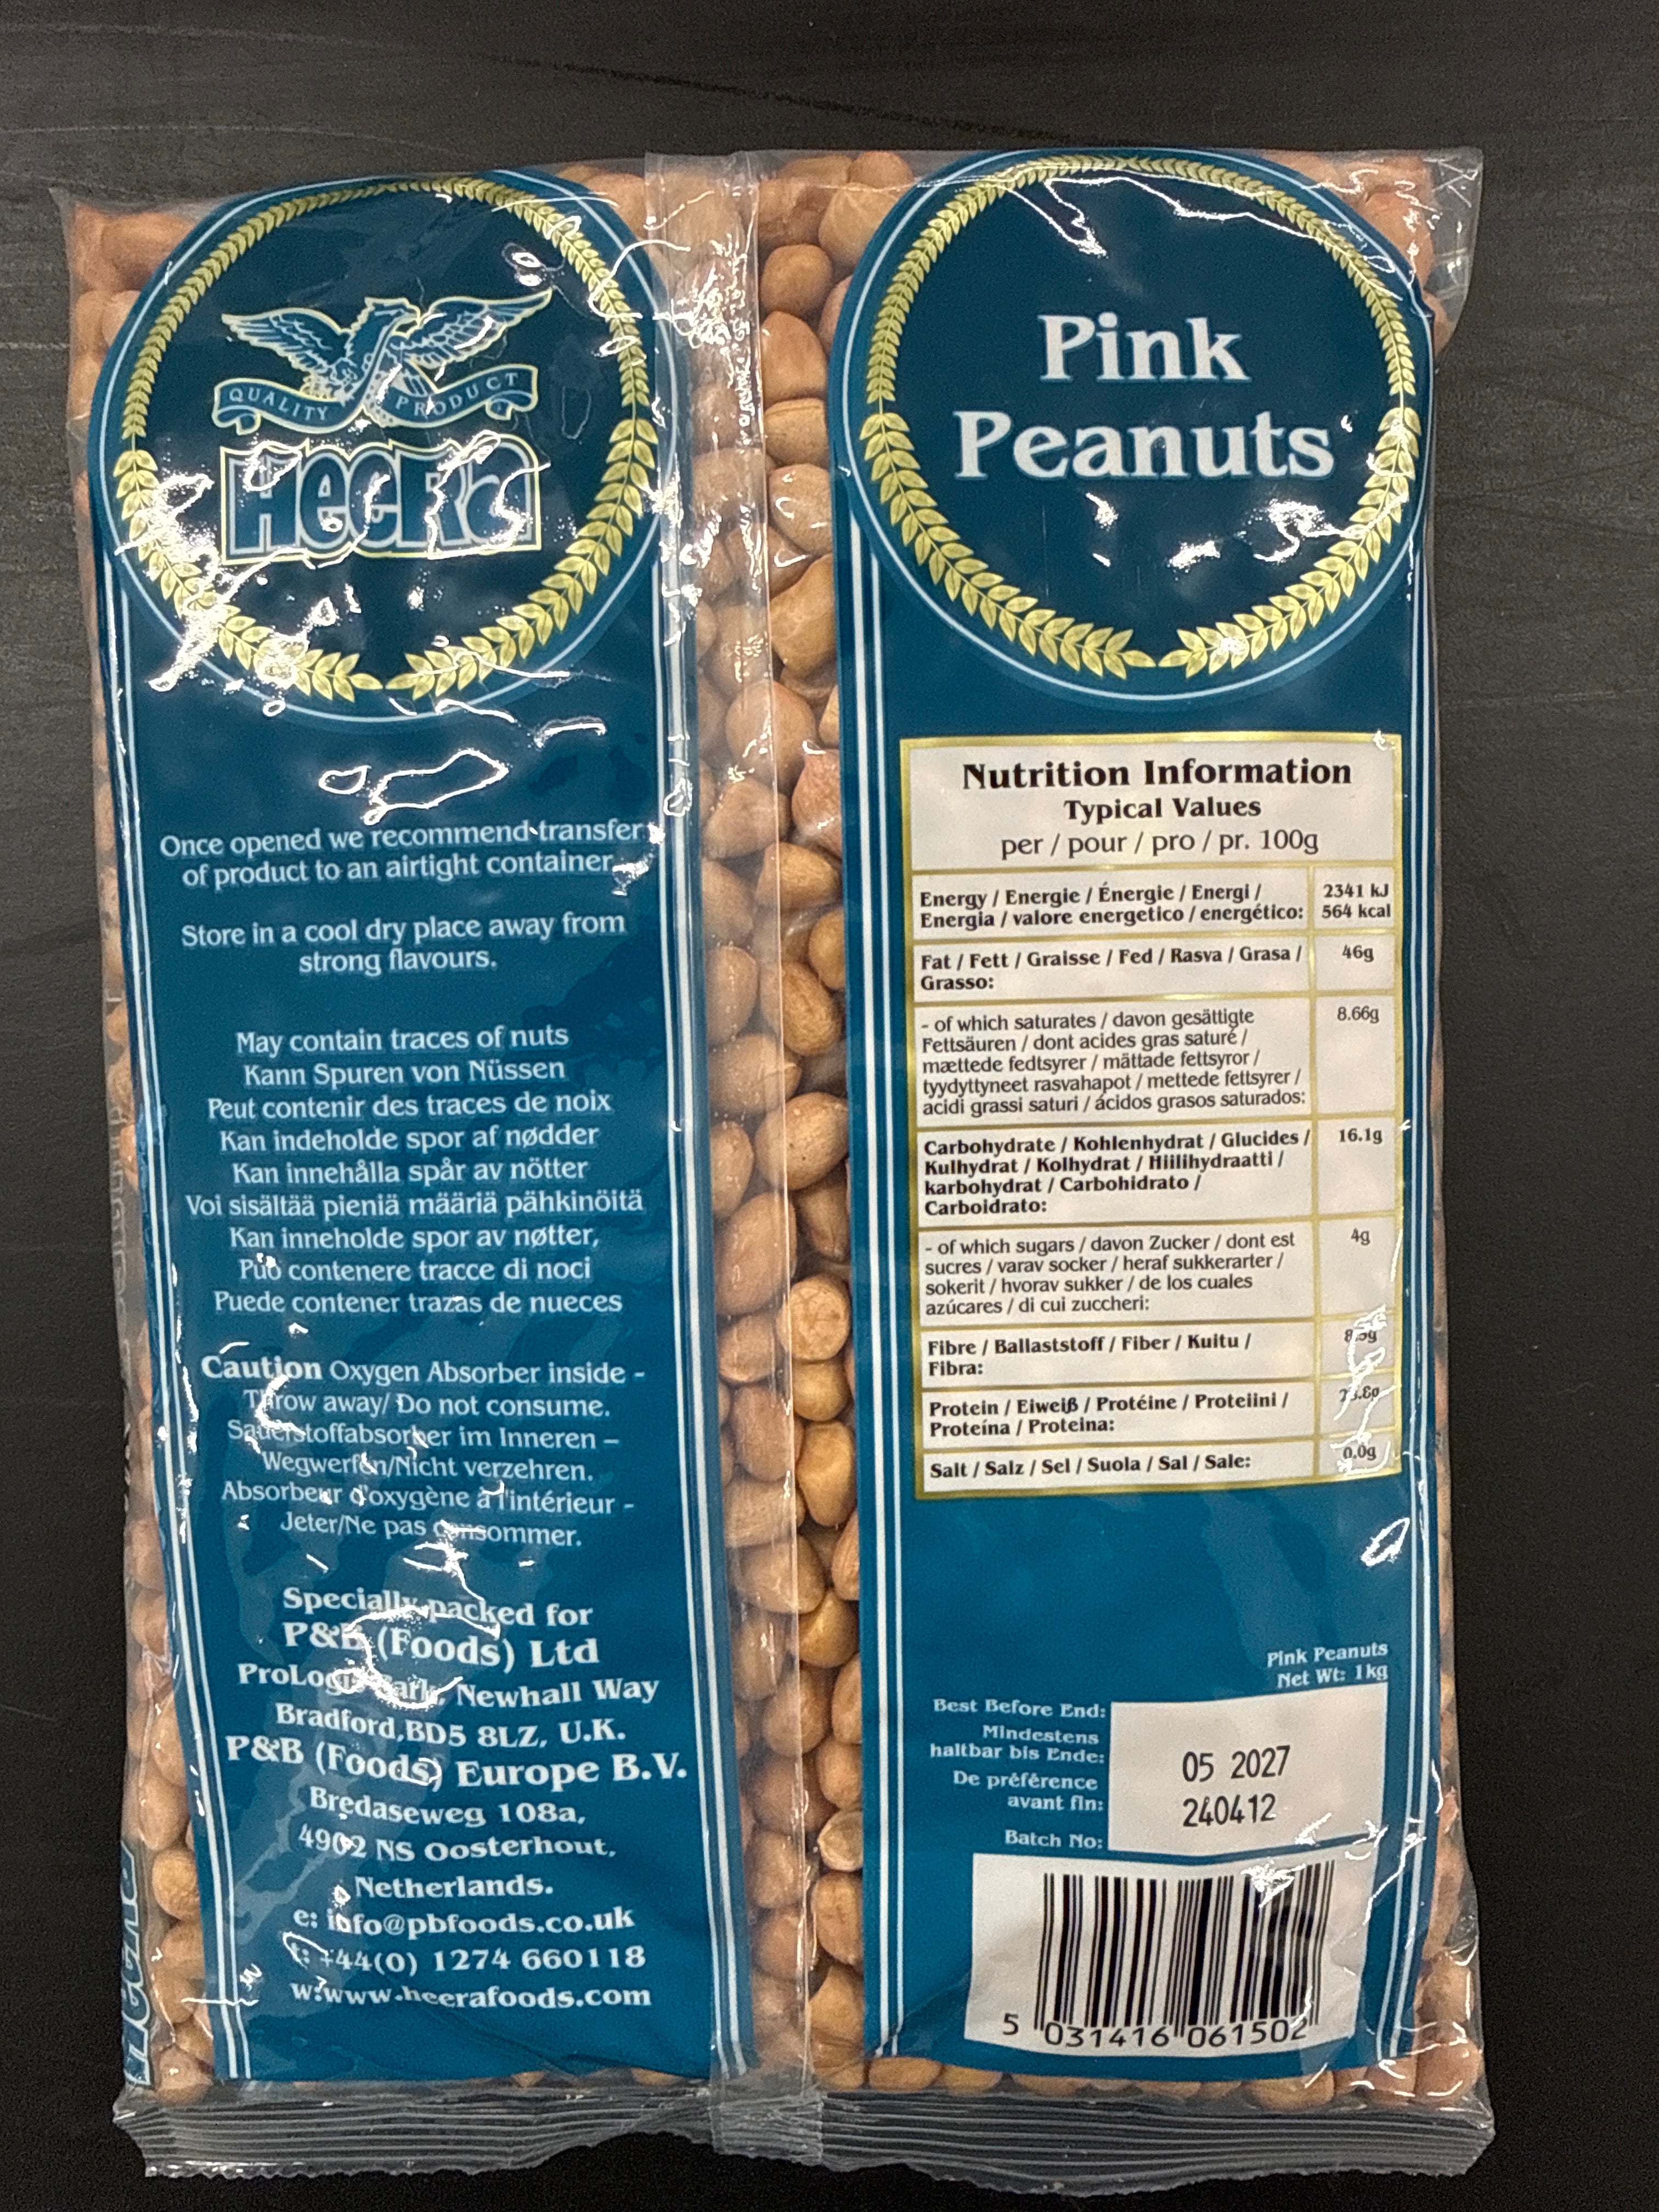 QUALITY PRODUCT
HEERA
Once opened we recommend transfer
of product to an airtight container.
Store in a cool dry place away from
strong flavours.
May contain traces of nuts
Kann Spuren von Nüssen
Peut contenir des traces de noix
Kan indeholde spor af nødder
Kan innehålla spår av nötter
Voi sisältää pieniä määriä pähkinöitä
Kan inneholde spor av nøtter,
Può contenere tracce di noci
Puede contener trazas de nueces
Caution Oxygen Absorber inside -
Throw away/ Do not consume.
Sauerstoffabsorber im Inneren –
Wegwerfen/Nicht verzehren.
Absorbeur d'oxygène à l'intérieur -
Jeter/Ne pas consommer.
Specially packed for
P&B (Foods) Ltd
ProLogis Park, Newhall Way
Bradford,BD5 8LZ, U.K.
P&B (Foods) Europe B.V.
Bredaseweg 108a,
4902 NS Oosterhout,
Netherlands.
e: info@pbfoods.co.uk
t: +44(0) 1274 660118
w:www.heerafoods.com
Pink
Peanuts
Nutrition Information
Typical Values
per / pour / pro / pr. 100g
Energy / Energie / Énergie / Energi / 2341 kJ
Energia / valore energetico / energético: 564 kcal
Fat / Fett / Graisse / Fed / Rasva / Grasa / 46g
Grasso:
- of which saturates / davon gesättigte 8.66g
Fettsäuren / dont acides gras saturé /
mættede fedtsyrer / mättade fettsyror /
tyydyttyneet rasvahapot / mettede fettsyrer /
acidi grassi saturi / ácidos grasos saturados:
Carbohydrate / Kohlenhydrat / Glucides / 16.1g
Kulhydrat / Kolhydrat / Hiilihydraatti /
karbohydrat / Carbohidrato /
Carboidrato:
- of which sugars / davon Zucker / dont est 4g
sucres / varav socker / heraf sukkerarter /
sokerit / hvorav sukker / de los cuales
azúcares / di cui zuccheri:
Fibre / Ballaststoff / Fiber / Kuitu /
Fibra:
Protein / Eiweiß / Protéine / Proteiini /
Proteína / Proteina:
Salt / Salz / Sel / Suola / Sal / Sale: 0.0g
Pink Peanuts
Net Wt: 1kg
Best Before End:
Mindestens
haltbar bis Ende:
De préférence
avant fin:
Batch No:
05 2027
240412
5 031416 061502